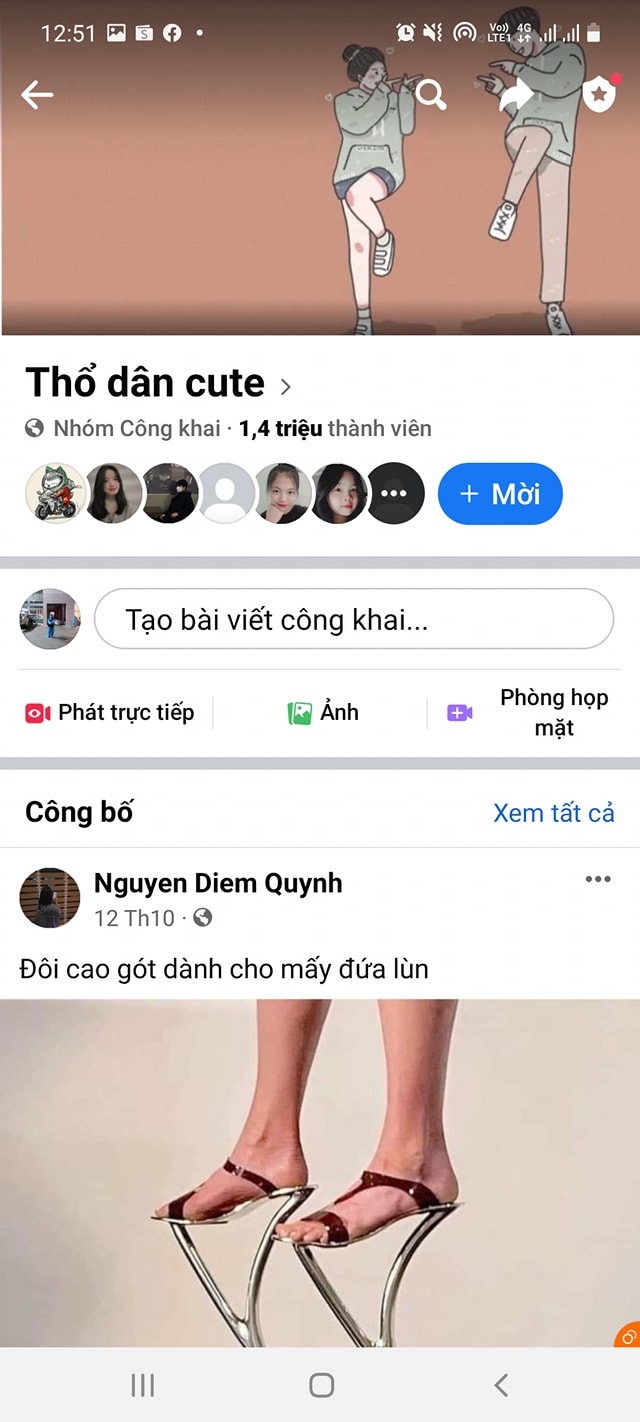 12:51
Vo)) 4G
LTE1
Thổ dân cute
Nhóm Công khai · 1,4 triệu thành viên
+ Mời
Tạo bài viết công khai...
Phát trực tiếp
Ảnh
Phòng họp
mặt
Công bố
Xem tất cả
Nguyen Diem Quynh
12 Th10 ·
Đôi cao gót dành cho mấy đứa lùn